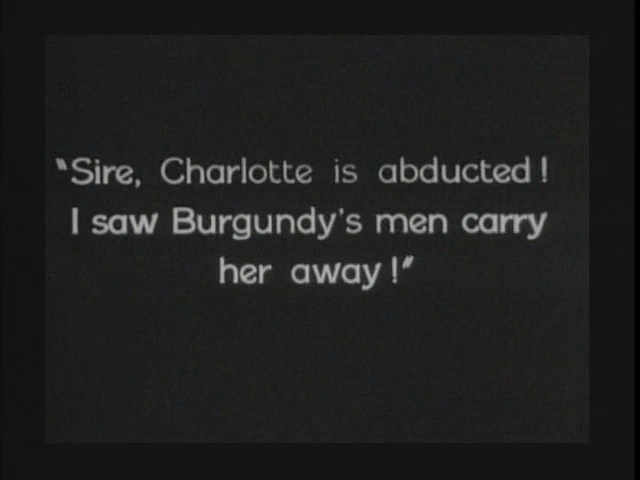 "Sire, Charlotte is abducted!
I saw Burgundy's men carry
her away!"